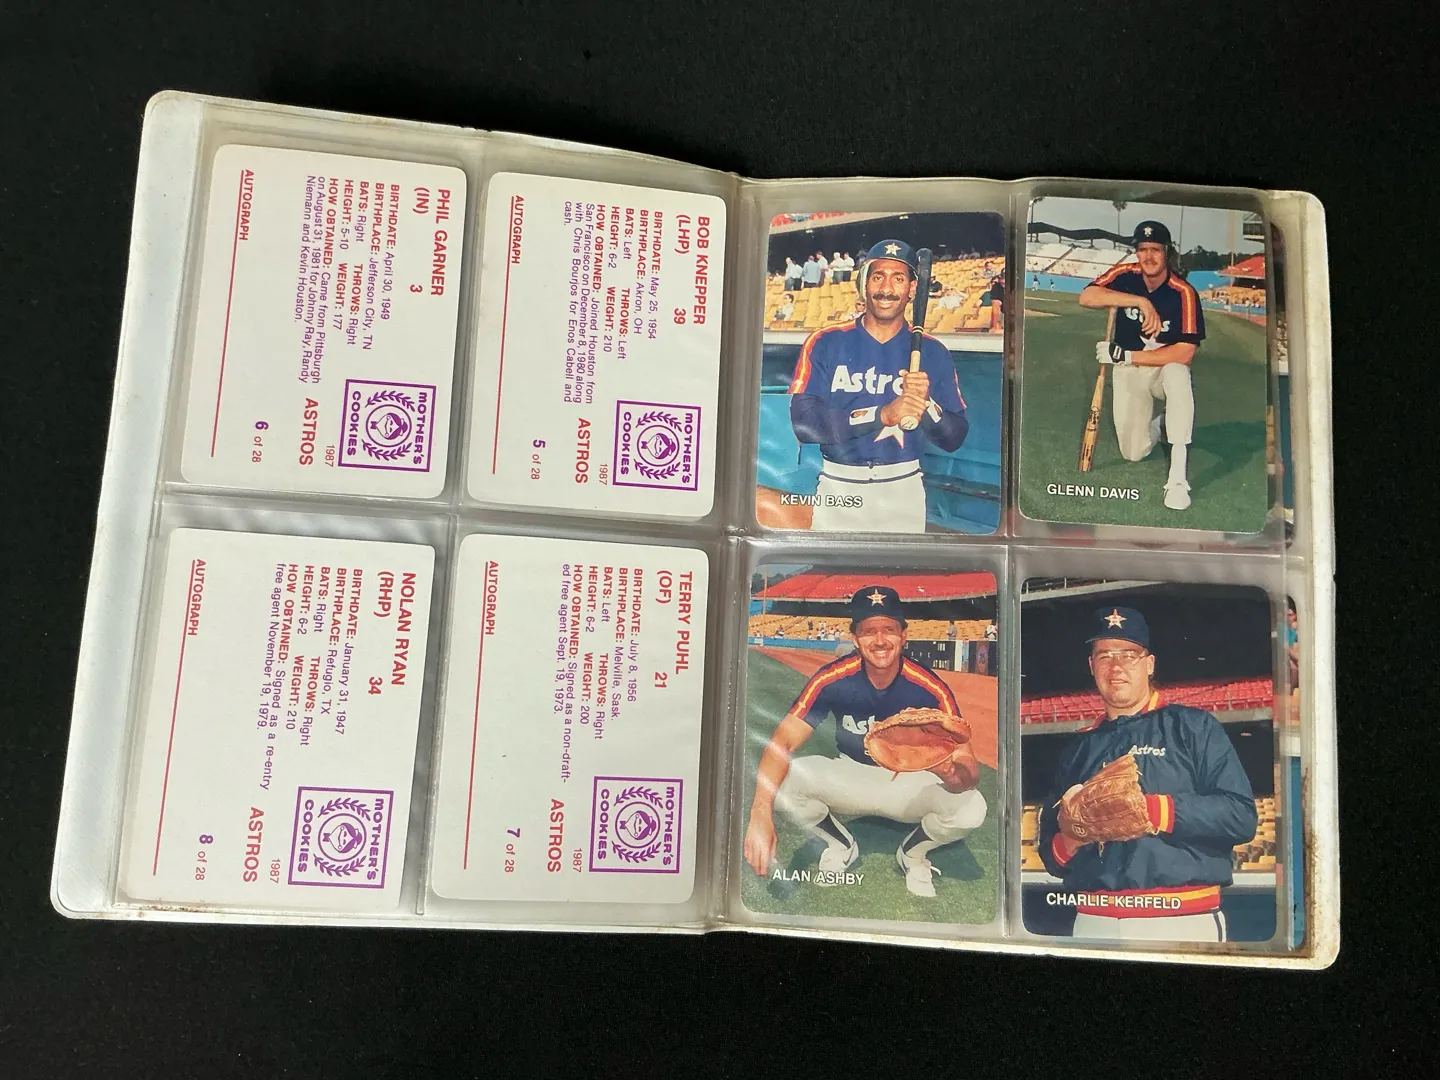 PHIL GARNER
(IN) 3
BIRTHDATE: April 30, 1949
BIRTHPLACE: Jefferson City, TN
BATS: Right THROWS: Right
HEIGHT: 5-10 WEIGHT: 177
HOW OBTAINED: Came from Pittsburgh
on August 31, 1981 for Johnny Ray, Randy
Niemann and Kevin Houston.
AUTOGRAPH
MOTHER'S
COOKIES
1987
ASTROS
6 of 28
BOB KNEPPER
(LHP) 39
BIRTHDATE: May 25, 1954
BIRTHPLACE: Akron, OH
BATS: Left THROWS: Left
HEIGHT: 6-2 WEIGHT: 210
HOW OBTAINED: Joined Houston from
San Francisco on December 8, 1980 along
with Chris Bourjos for Enos Cabell and
cash.
AUTOGRAPH
MOTHER'S
COOKIES
1987
ASTROS
5 of 28
Astro
KEVIN BASS
As s
GLENN DAVIS
NOLAN RYAN
(RHP) 34
BIRTHDATE: January 31, 1947
BIRTHPLACE: Refugio, TX
BATS: Right THROWS: Right
HEIGHT: 6-2 WEIGHT: 210
HOW OBTAINED: Signed as a re-entry
free agent November 19, 1979.
AUTOGRAPH
MOTHER'S
COOKIES
1987
ASTROS
8 of 28
TERRY PUHL
(OF) 21
BIRTHDATE: July 8, 1956
BIRTHPLACE: Melville, Sask.
BATS: Left THROWS: Right
HEIGHT: 6-2 WEIGHT: 200
HOW OBTAINED: Signed as a non-draft-
ed free agent Sept. 19, 1973.
AUTOGRAPH
MOTHER'S
COOKIES
1987
ASTROS
7 of 28
Ast
ALAN ASHBY
Astros
CHARLIE KERFELD